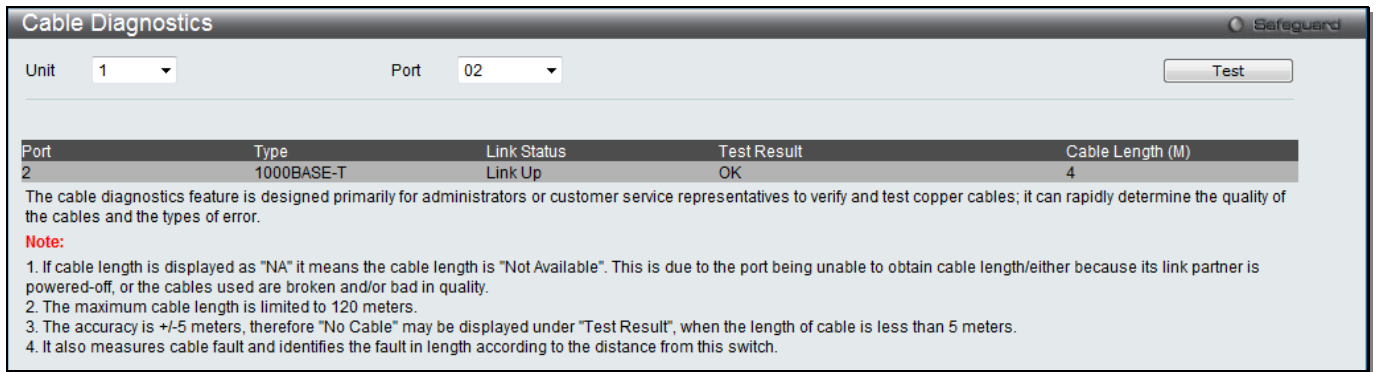 Cable Diagnostics
Safeguard
Unit 1 Port 02 Test
Port Type Link Status Test Result Cable Length (M)
2 1000BASE-T Link Up OK 4
The cable diagnostics feature is designed primarily for administrators or customer service representatives to verify and test copper cables; it can rapidly determine the quality of
the cables and the types of error.
Note:
1. If cable length is displayed as "NA" it means the cable length is "Not Available". This is due to the port being unable to obtain cable length/either because its link partner is
powered-off, or the cables used are broken and/or bad in quality.
2. The maximum cable length is limited to 120 meters.
3. The accuracy is +/-5 meters, therefore "No Cable" may be displayed under "Test Result", when the length of cable is less than 5 meters.
4. It also measures cable fault and identifies the fault in length according to the distance from this switch.